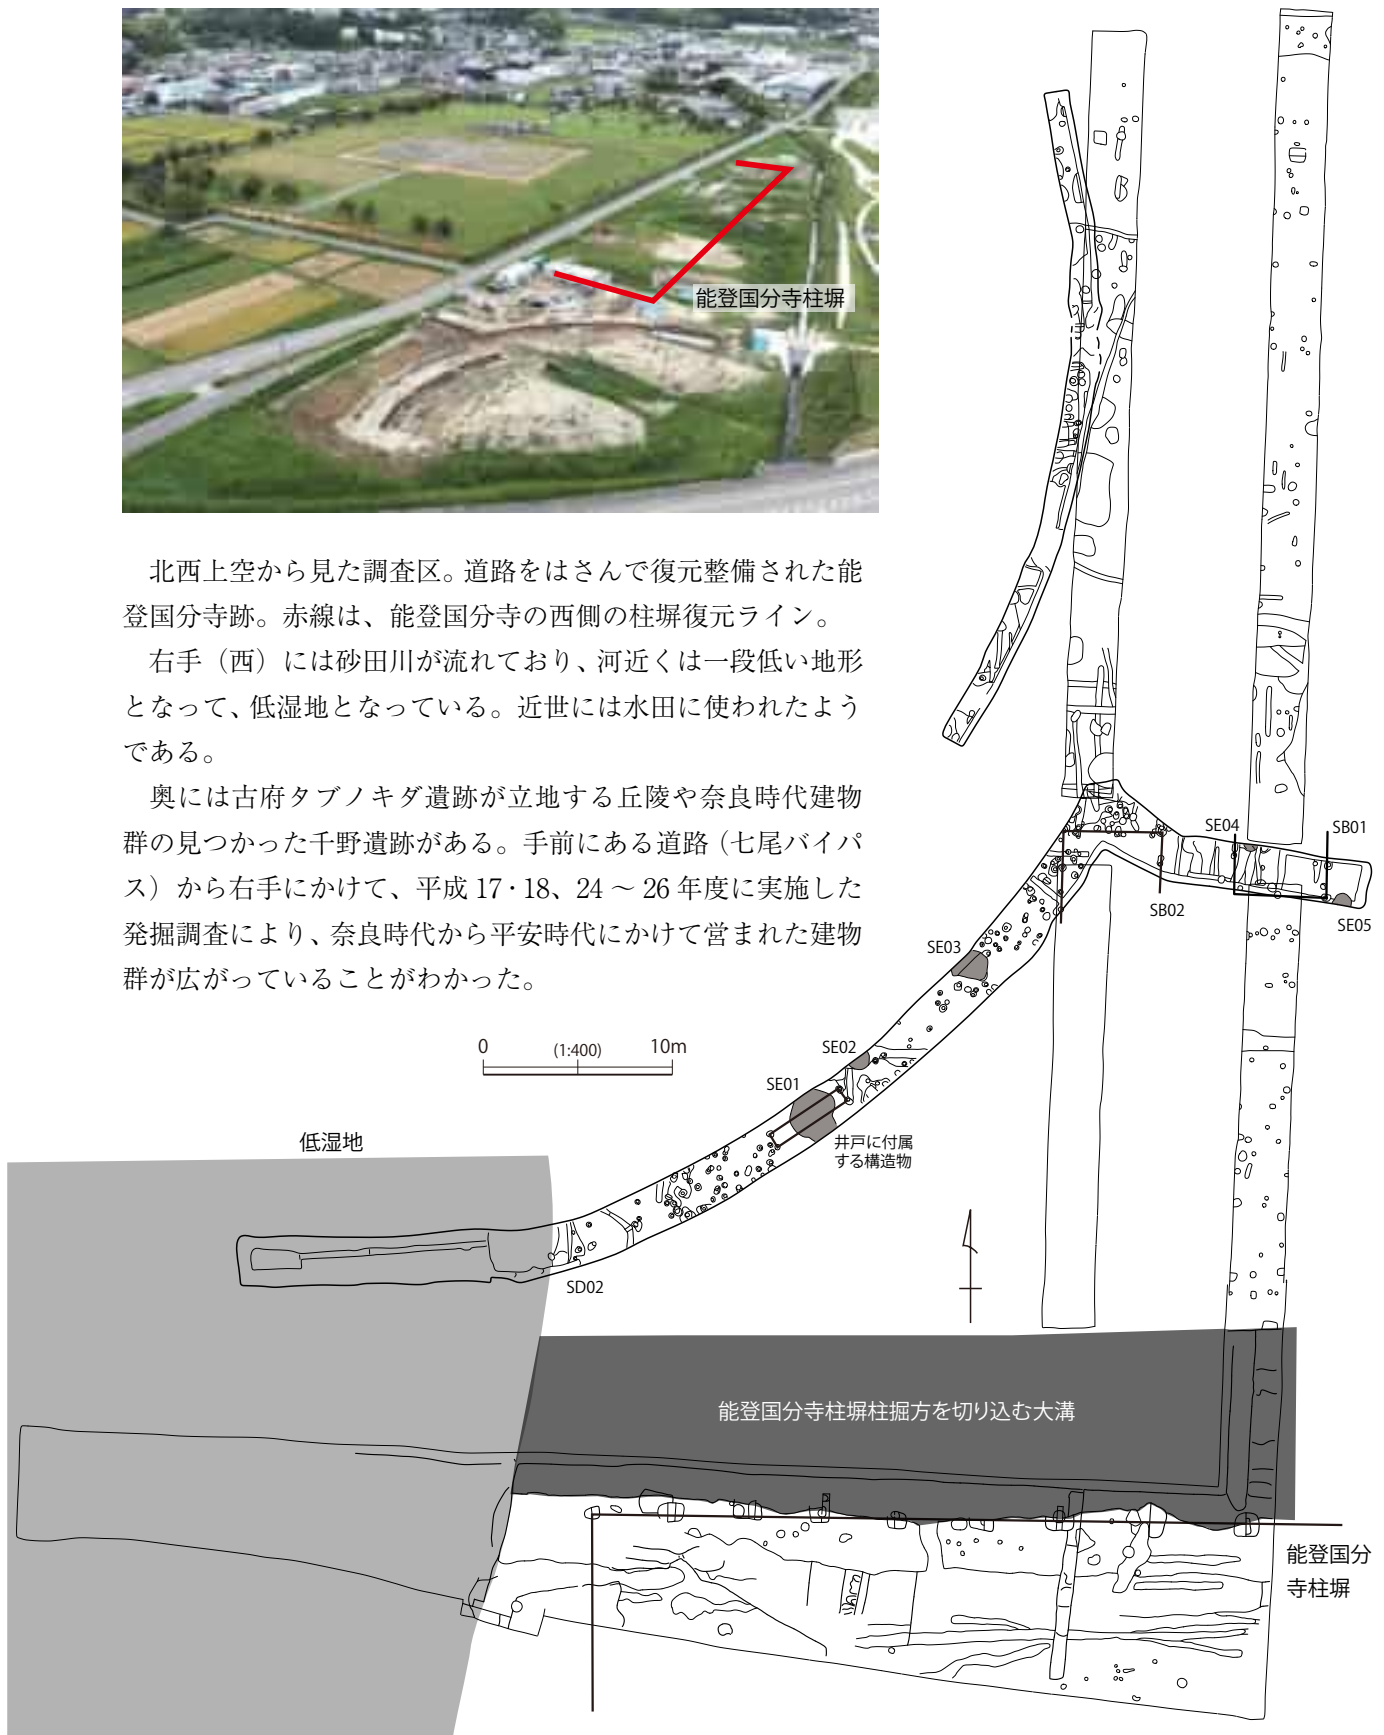 能登国分寺柱塀
北西上空から見た調査区。道路をはさんで復元整備された能
登国分寺跡。赤線は、能登国分寺の西側の柱塀復元ライン。
右手（西）には砂田川が流れており、河近くは一段低い地形
となって、低湿地となっている。近世には水田に使われたよう
である。
奥には古府タブノキダ遺跡が立地する丘陵や奈良時代建物
群の見つかった千野遺跡がある。手前にある道路（七尾バイパ
ス）から右手にかけて、平成 17・18、24 ～ 26 年度に実施した
発掘調査により、奈良時代から平安時代にかけて営まれた建物
群が広がっていることがわかった。
SE04
SB01
SB02
SE05
SE03
0 (1:400) 10m
SE02
SE01
井戸に付属
する構造物
低湿地
SD02
能登国分寺柱塀柱掘方を切り込む大溝
能登国分
寺柱塀